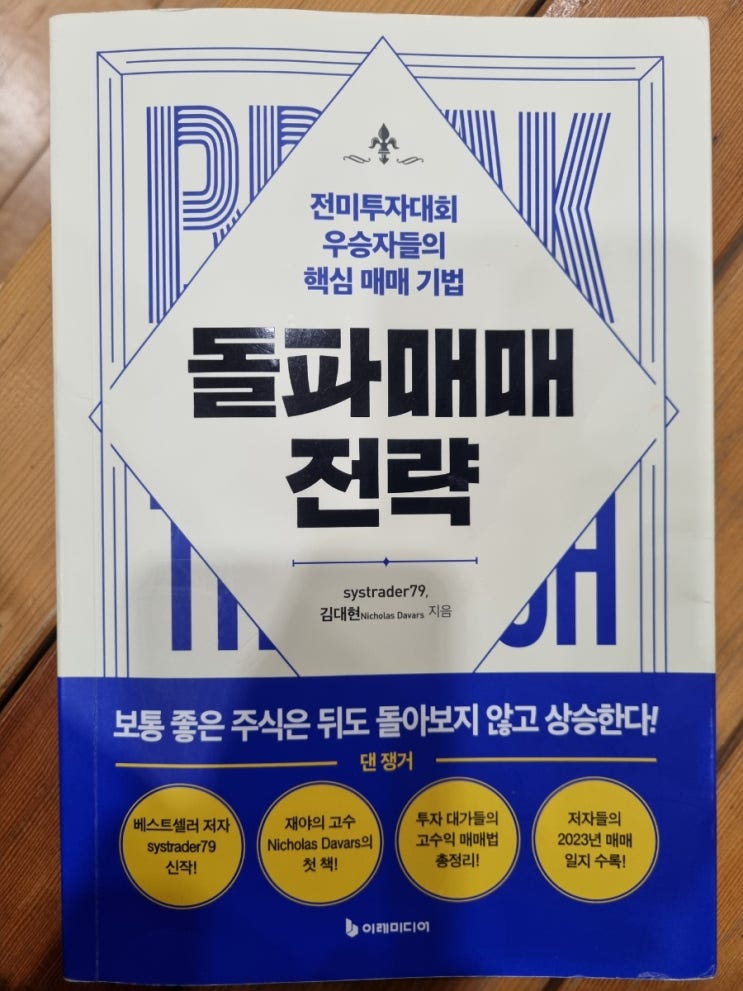 전미투자대회
우승자들의
핵심 매매 기법
돌파매매
전략
systrader79,
김대현Nicholas Davars 지음
보통 좋은 주식은 뒤도 돌아보지 않고 상승한다!
댄 쟁거
베스트셀러 저자
systrader79
신작!
재야의 고수
Nicholas Davars의
첫 책!
투자 대가들의
고수익 매매법
총정리!
저자들의
2023년 매매
일지 수록!
이레미디어